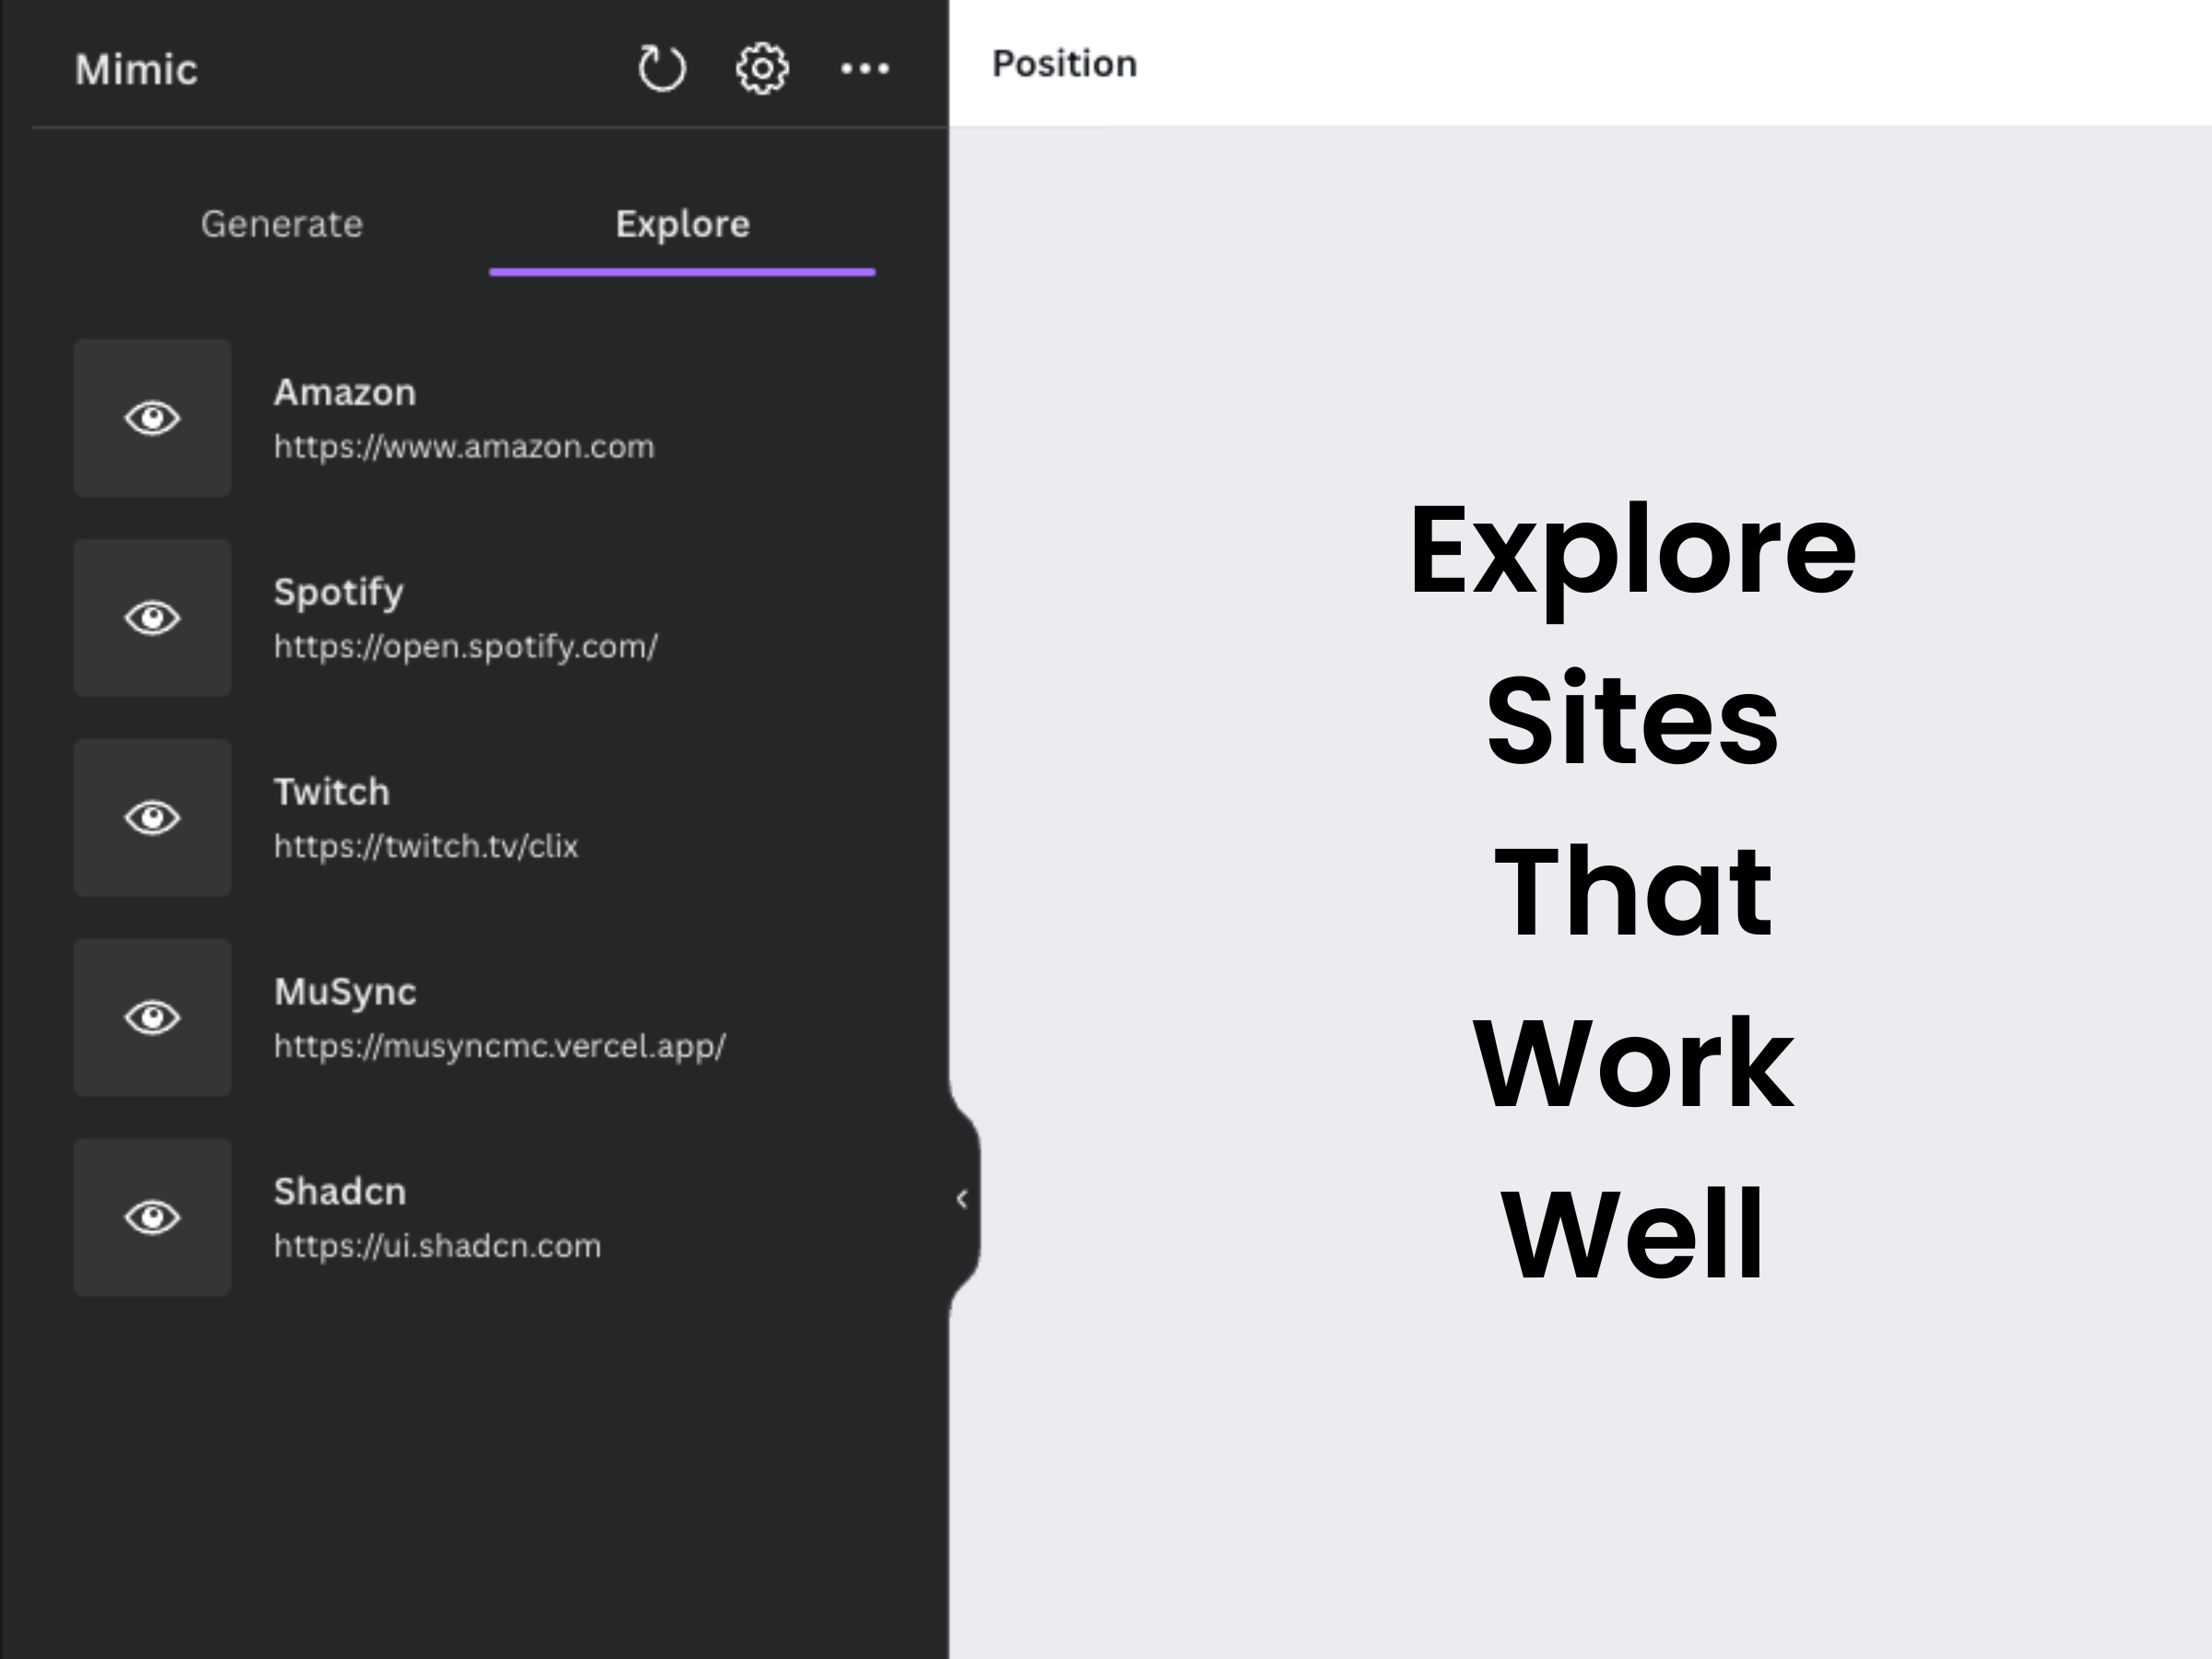 Mimic
Position
Generate
Explore
Amazon
https://www.amazon.com
Spotify
https://open.spotify.com/
Twitch
https://twitch.tv/clix
MuSync
https://musyncmc.vercel.app/
Shadcn
https://ui.shadcn.com
Explore
Sites
That
Work
Well